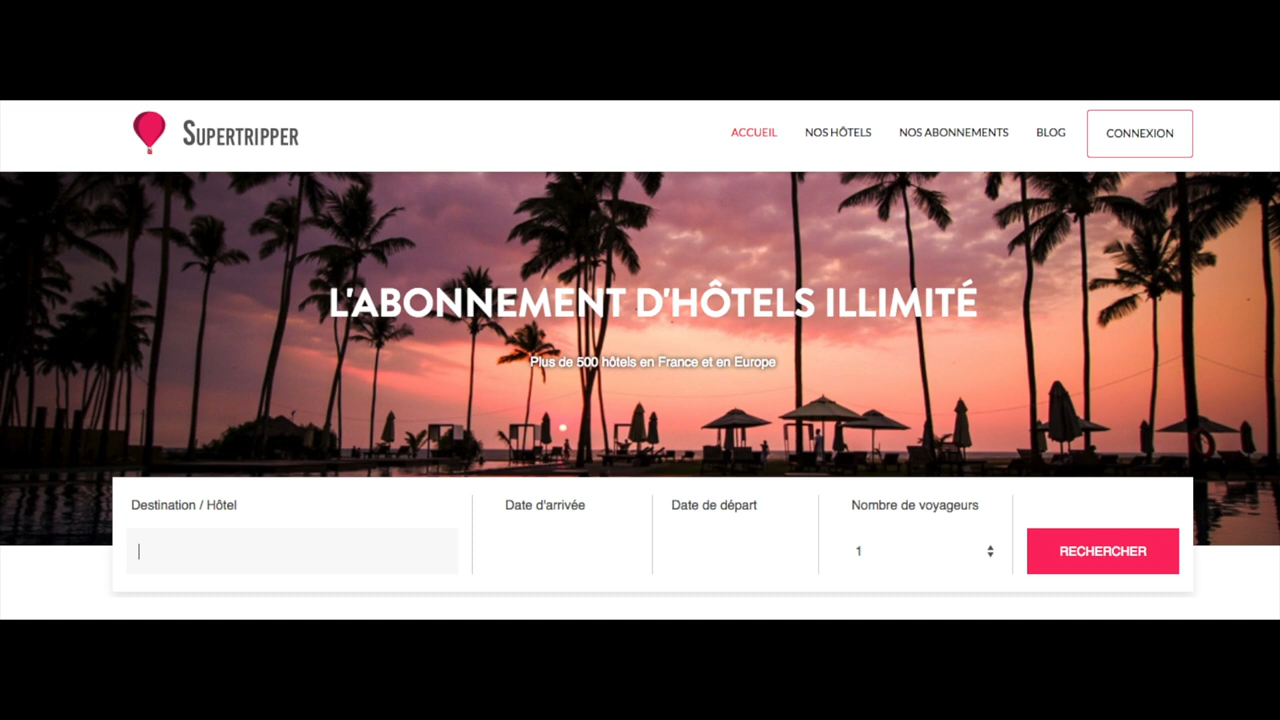 SUPERTRIPPER
ACCUEIL NOS HÔTELS NOS ABONNEMENTS BLOG CONNEXION
L'ABONNEMENT D'HÔTELS ILLIMITÉ
Plus de 500 hôtels en France et en Europe
Destination / Hôtel Date d'arrivée Date de départ Nombre de voyageurs
1 RECHERCHER